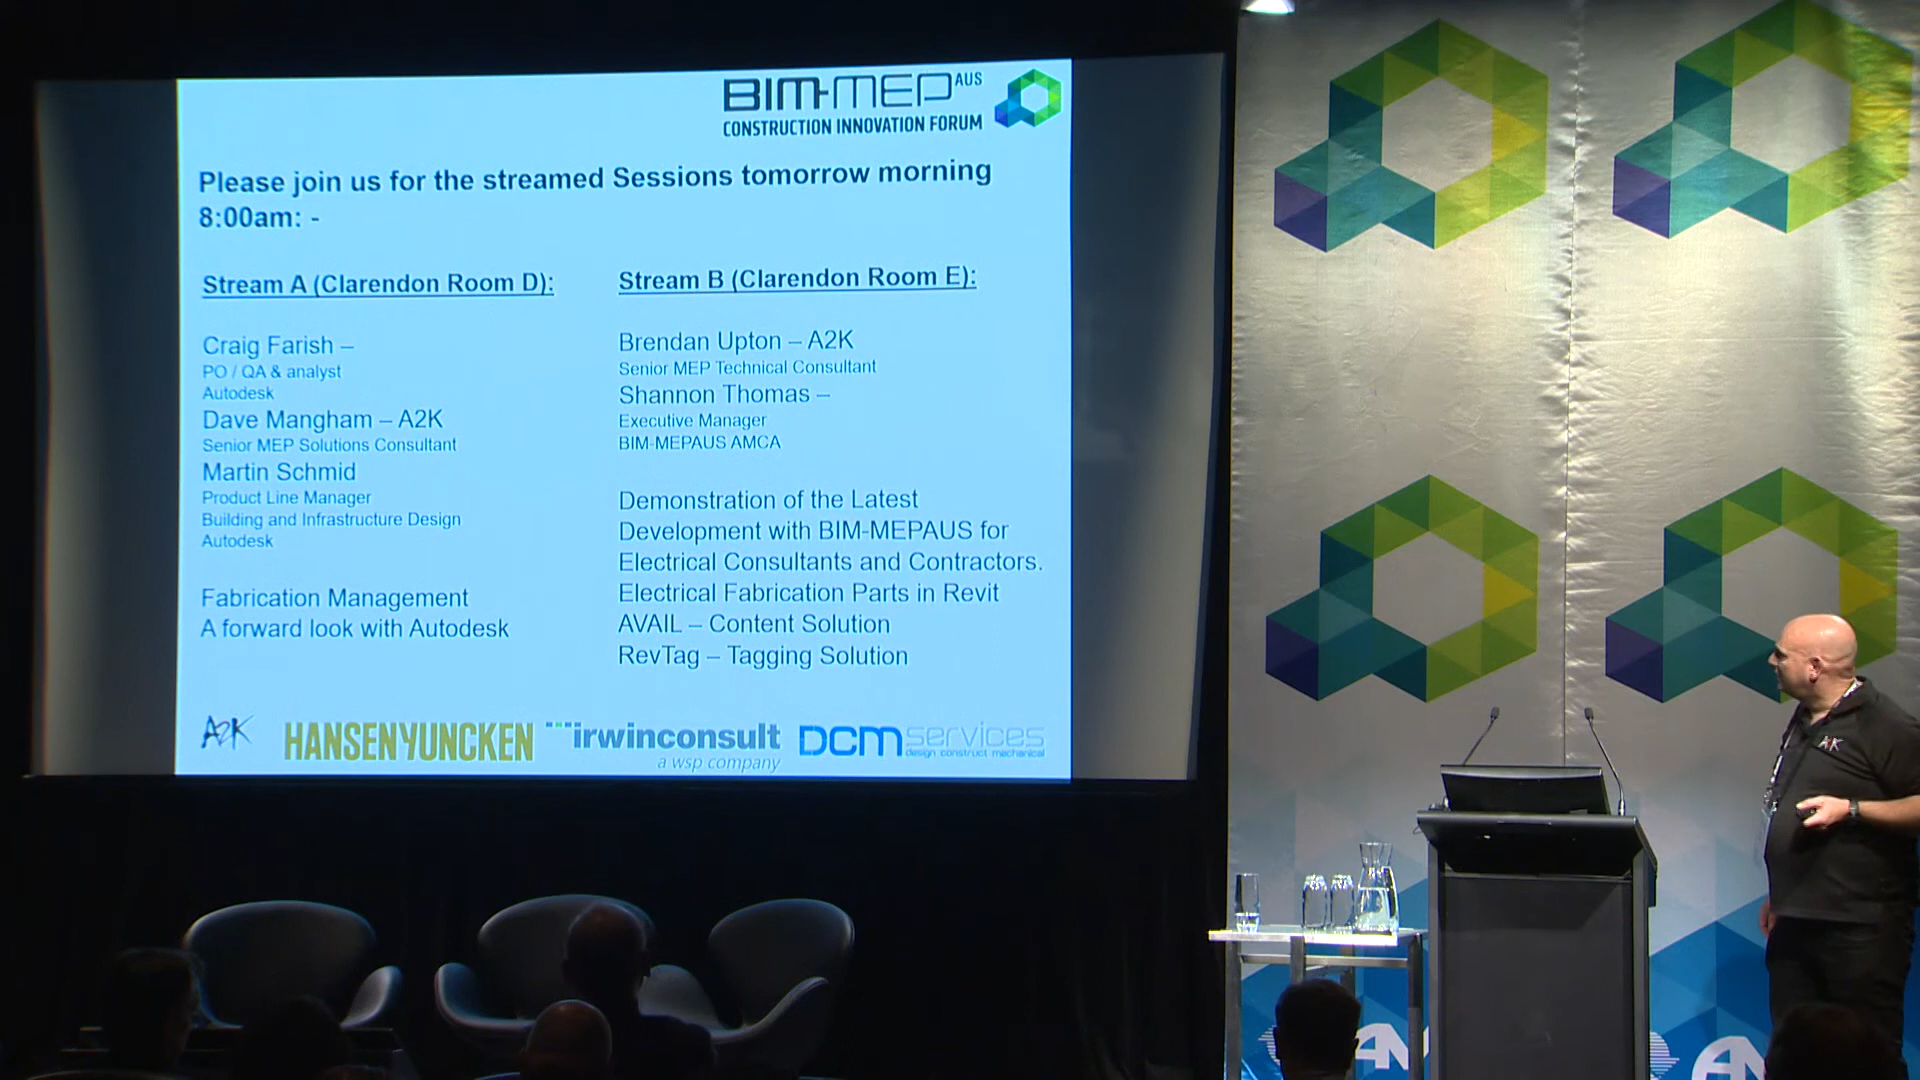 BIM-MEP AUS
CONSTRUCTION INNOVATION FORUM
Please join us for the streamed Sessions tomorrow morning
8:00am: -
Stream A (Clarendon Room D):
Craig Farish –
PO / QA & analyst
Autodesk
Dave Mangham – A2K
Senior MEP Solutions Consultant
Martin Schmid
Product Line Manager
Building and Infrastructure Design
Autodesk
Fabrication Management
A forward look with Autodesk
Stream B (Clarendon Room E):
Brendan Upton – A2K
Senior MEP Technical Consultant
Shannon Thomas –
Executive Manager
BIM-MEPAUS AMCA
Demonstration of the Latest
Development with BIM-MEPAUS for
Electrical Consultants and Contractors.
Electrical Fabrication Parts in Revit
AVAIL – Content Solution
RevTag – Tagging Solution
A2K
HANSEN YUNCKEN
irwinconsult
a wsp company
DCM services
design construct mechanical
A2K